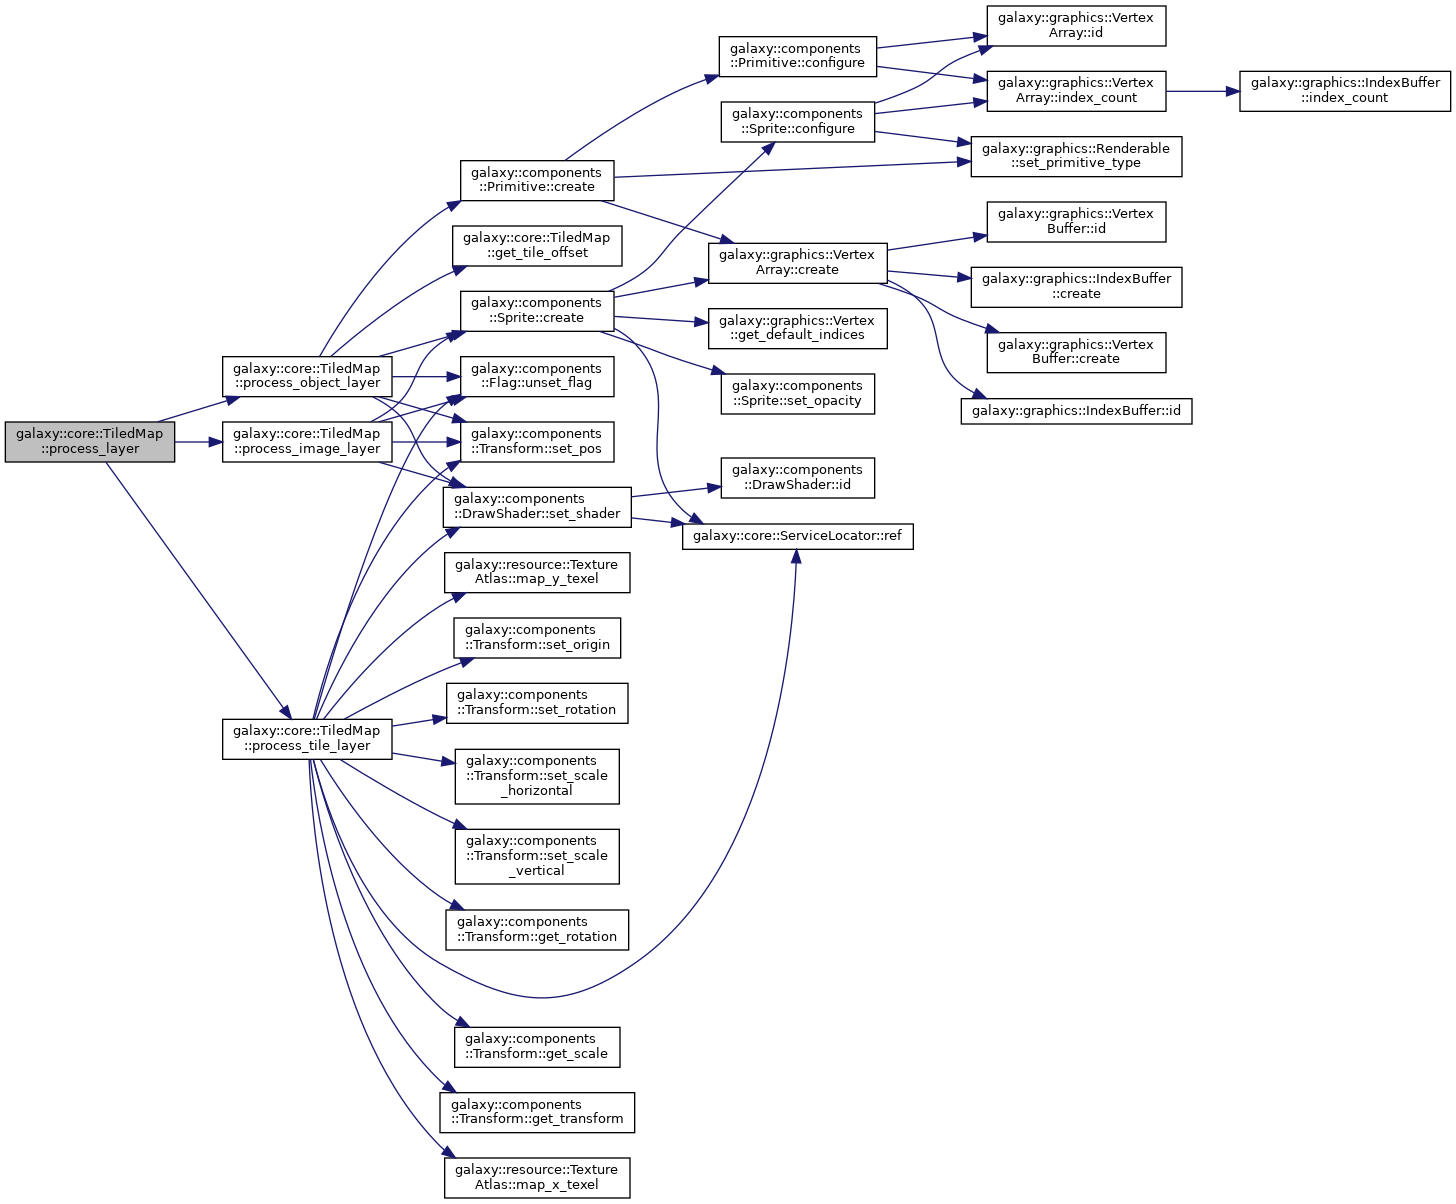 galaxy::core::TiledMap
::process_layer
galaxy::core::TiledMap
::process_object_layer
galaxy::core::TiledMap
::process_image_layer
galaxy::core::TiledMap
::process_tile_layer
galaxy::components
::Primitive::create
galaxy::core::TiledMap
::get_tile_offset
galaxy::components
::Sprite::create
galaxy::components
::Flag::unset_flag
galaxy::components
::Transform::set_pos
galaxy::components
::DrawShader::set_shader
galaxy::resource::Texture
Atlas::map_y_texel
galaxy::components
::Transform::set_origin
galaxy::components
::Transform::set_rotation
galaxy::components
::Transform::set_scale
_horizontal
galaxy::components
::Transform::set_scale
_vertical
galaxy::components
::Transform::get_rotation
galaxy::components
::Transform::get_scale
galaxy::components
::Transform::get_transform
galaxy::resource::Texture
Atlas::map_x_texel
galaxy::components
::Primitive::configure
galaxy::components
::Sprite::configure
galaxy::graphics::Vertex
Array::create
galaxy::graphics::Vertex
::get_default_indices
galaxy::components
::Sprite::set_opacity
galaxy::components
::DrawShader::id
galaxy::core::ServiceLocator::ref
galaxy::graphics::Vertex
Array::id
galaxy::graphics::Vertex
Array::index_count
galaxy::graphics::Renderable
::set_primitive_type
galaxy::graphics::Vertex
Buffer::id
galaxy::graphics::IndexBuffer
::create
galaxy::graphics::Vertex
Buffer::create
galaxy::graphics::IndexBuffer::id
galaxy::graphics::IndexBuffer
::index_count